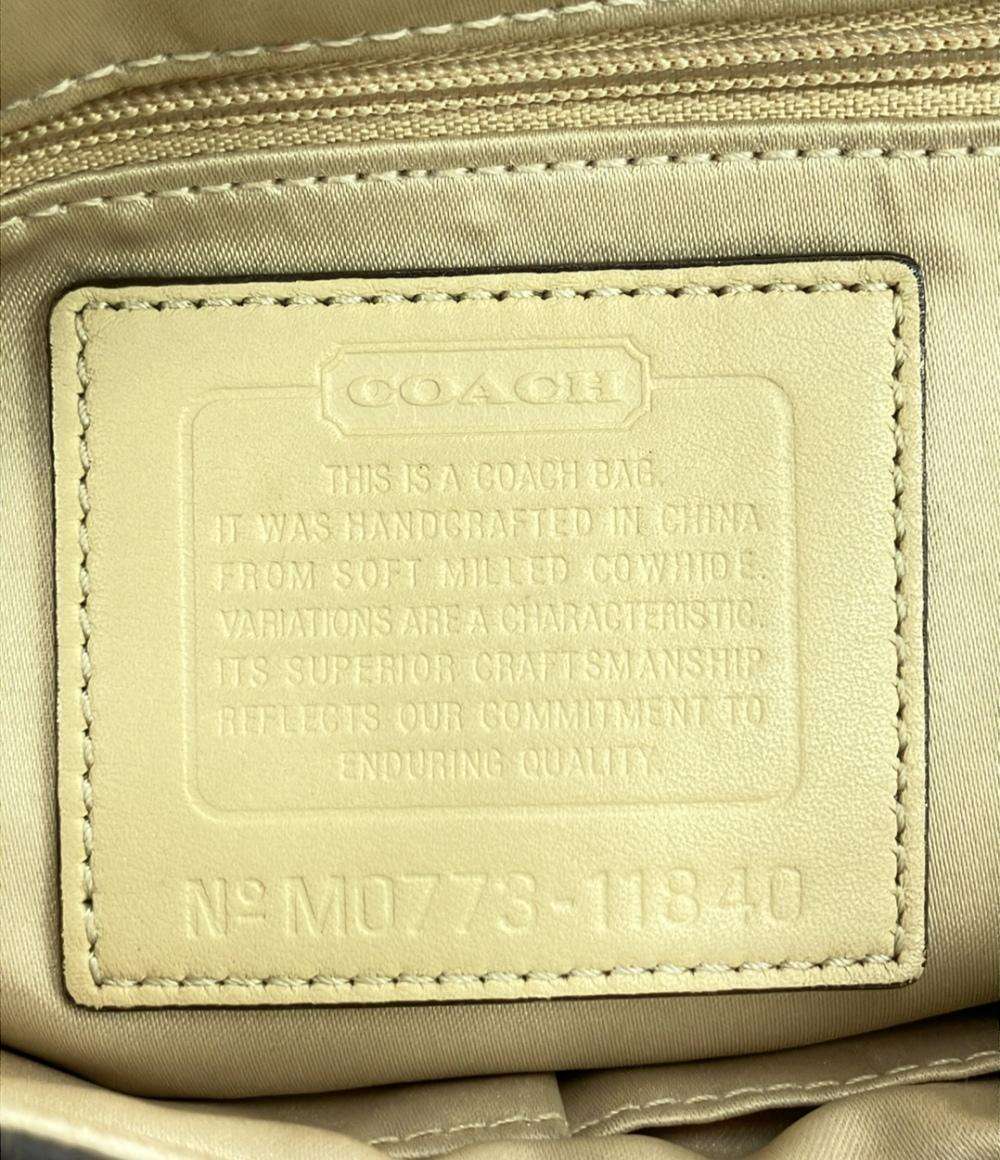 COACH
THIS IS A COACH BAG.
IT WAS HANDCRAFTED IN CHINA
FROM SOFT MILLED COWHIDE.
VARIATIONS ARE A CHARACTERISTIC.
ITS SUPERIOR CRAFTSMANSHIP
REFLECTS OUR COMMITMENT TO
ENDURING QUALITY.
Nº M0773-11840